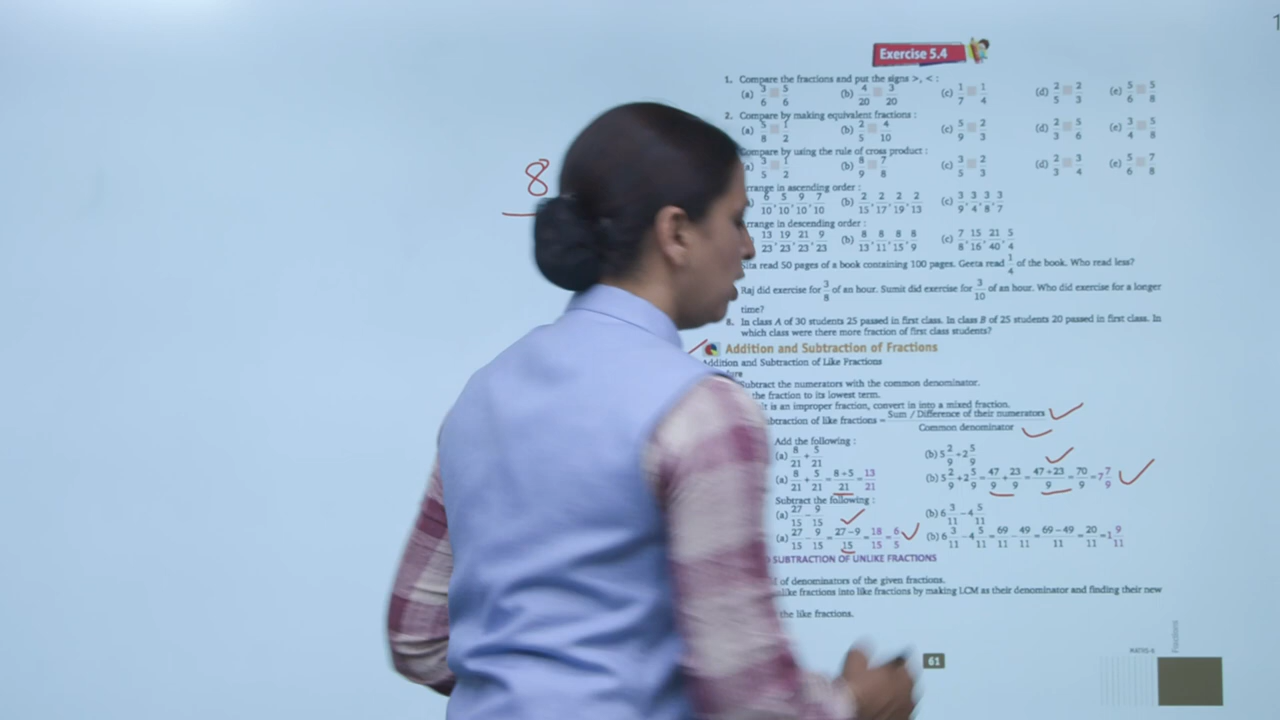 1
Exercise 5.4
1. Compare the fractions and put the signs >, < :
(a) 3/6 5/6 (b) 4/20 3/20 (c) 1/7 1/4 (d) 2/5 2/3 (e) 5/6 5/8
2. Compare by making equivalent fractions :
(a) 5/8 1/2 (b) 2/5 4/10 (c) 5/9 2/3 (d) 2/3 5/6 (e) 3/4 5/8
Compare by using the rule of cross product :
3/5 1/2 (b) 8/9 7/8 (c) 3/5 2/3 (d) 2/3 3/4 (e) 5/6 7/8
8
order :
6/10, 5/10, 9/10, 7/10 (b) 2/15, 2/17, 2/19, 2/13 (c) 3/9, 3/4, 3/8, 3/7
order :
13/23, 19/23, 21/23, 9/23 (b) 8/13, 8/11, 8/15, 8/9 (c) 7/8, 15/16, 21/40, 5/4
Sita read 50 pages of a book containing 100 pages. Geeta read 1/4 of the book. Who read less?
Raj did exercise for 3/8 of an hour. Sumit did exercise for 3/10 of an hour. Who did exercise for a longer
time?
8. In class A of 30 students 25 passed in first class. In class B of 25 students 20 passed in first class. In
which class were there more fraction of first class students?
Addition and Subtraction of Fractions
Addition and Subtraction of Like Fractions
Subtract the numerators with the common denominator.
the fraction to its lowest term.
it is an improper fraction, convert in into a mixed fraction.
of like fractions = Sum / Difference of their numerators / Common denominator
Add the following :
(a) 8/21 + 5/21 (b) 5 2/9 + 2 5/9
(a) 8/21 + 5/21 = 8+5/21 = 13/21 (b) 5 2/9 + 2 5/9 = 47/9 + 23/9 = 47+23/9 = 70/9 = 7 7/9
Subtract the following :
(a) 27/15 - 9/15 (b) 6 3/11 - 4 5/11
(a) 27/15 - 9/15 = 27-9/15 = 18/15 = 6/5 (b) 6 3/11 - 4 5/11 = 69/11 - 49/11 = 69-49/11 = 20/11 = 1 9/11
SUBTRACTION OF UNLIKE FRACTIONS
of denominators of the given fractions.
fractions into like fractions by making LCM as their denominator and finding their new
the like fractions.
61
Fractions